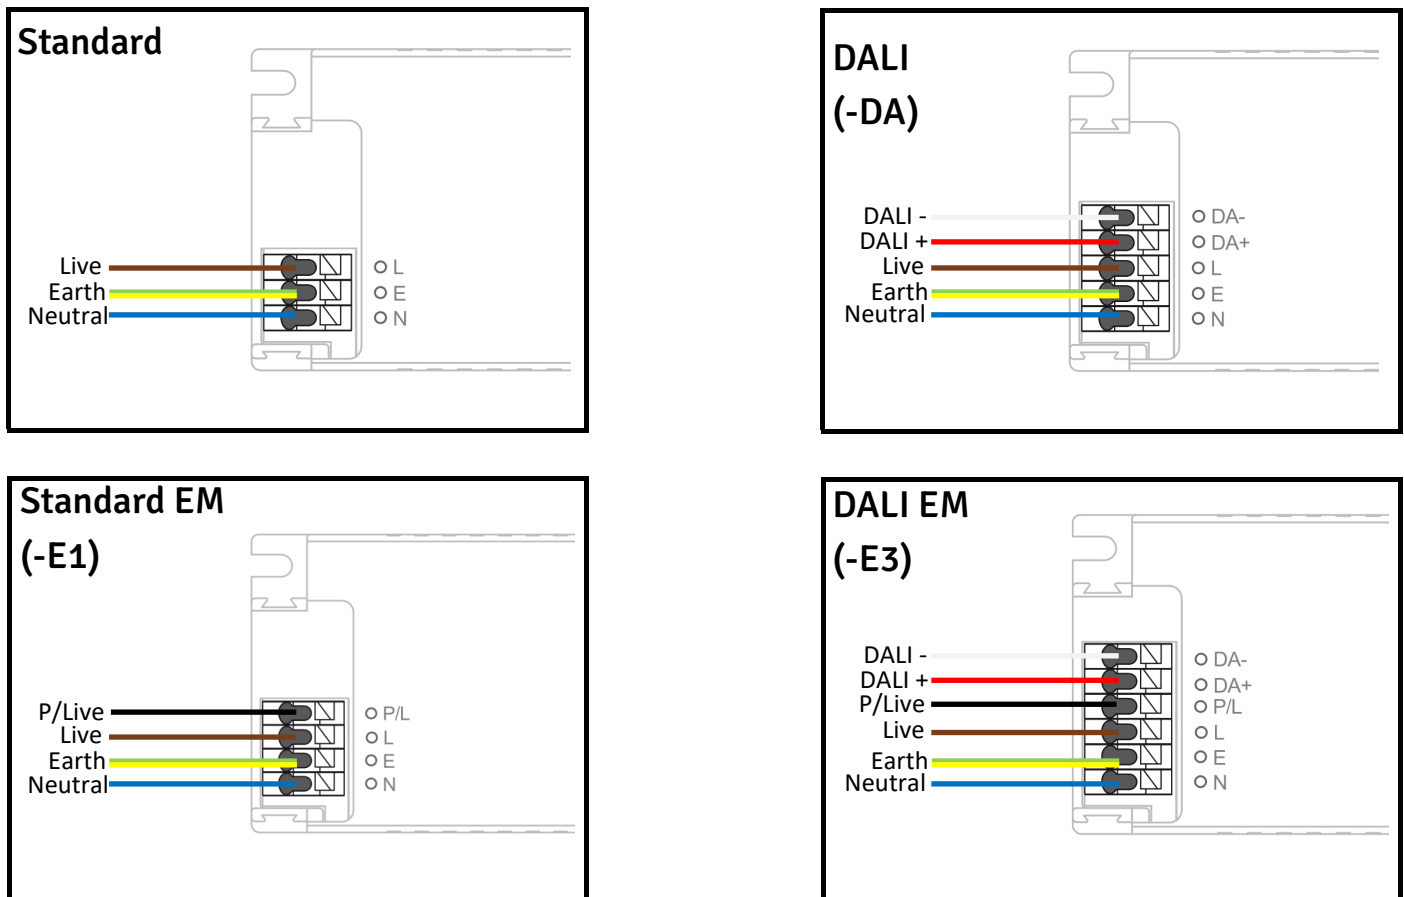 Standard
Live
Earth
Neutral
L
E
N
DALI
(-DA)
DALI -
DALI +
Live
Earth
Neutral
DA-
DA+
L
E
N
Standard EM
(-E1)
P/Live
Live
Earth
Neutral
P/L
L
E
N
DALI EM
(-E3)
DALI -
DALI +
P/Live
Live
Earth
Neutral
DA-
DA+
P/L
L
E
N